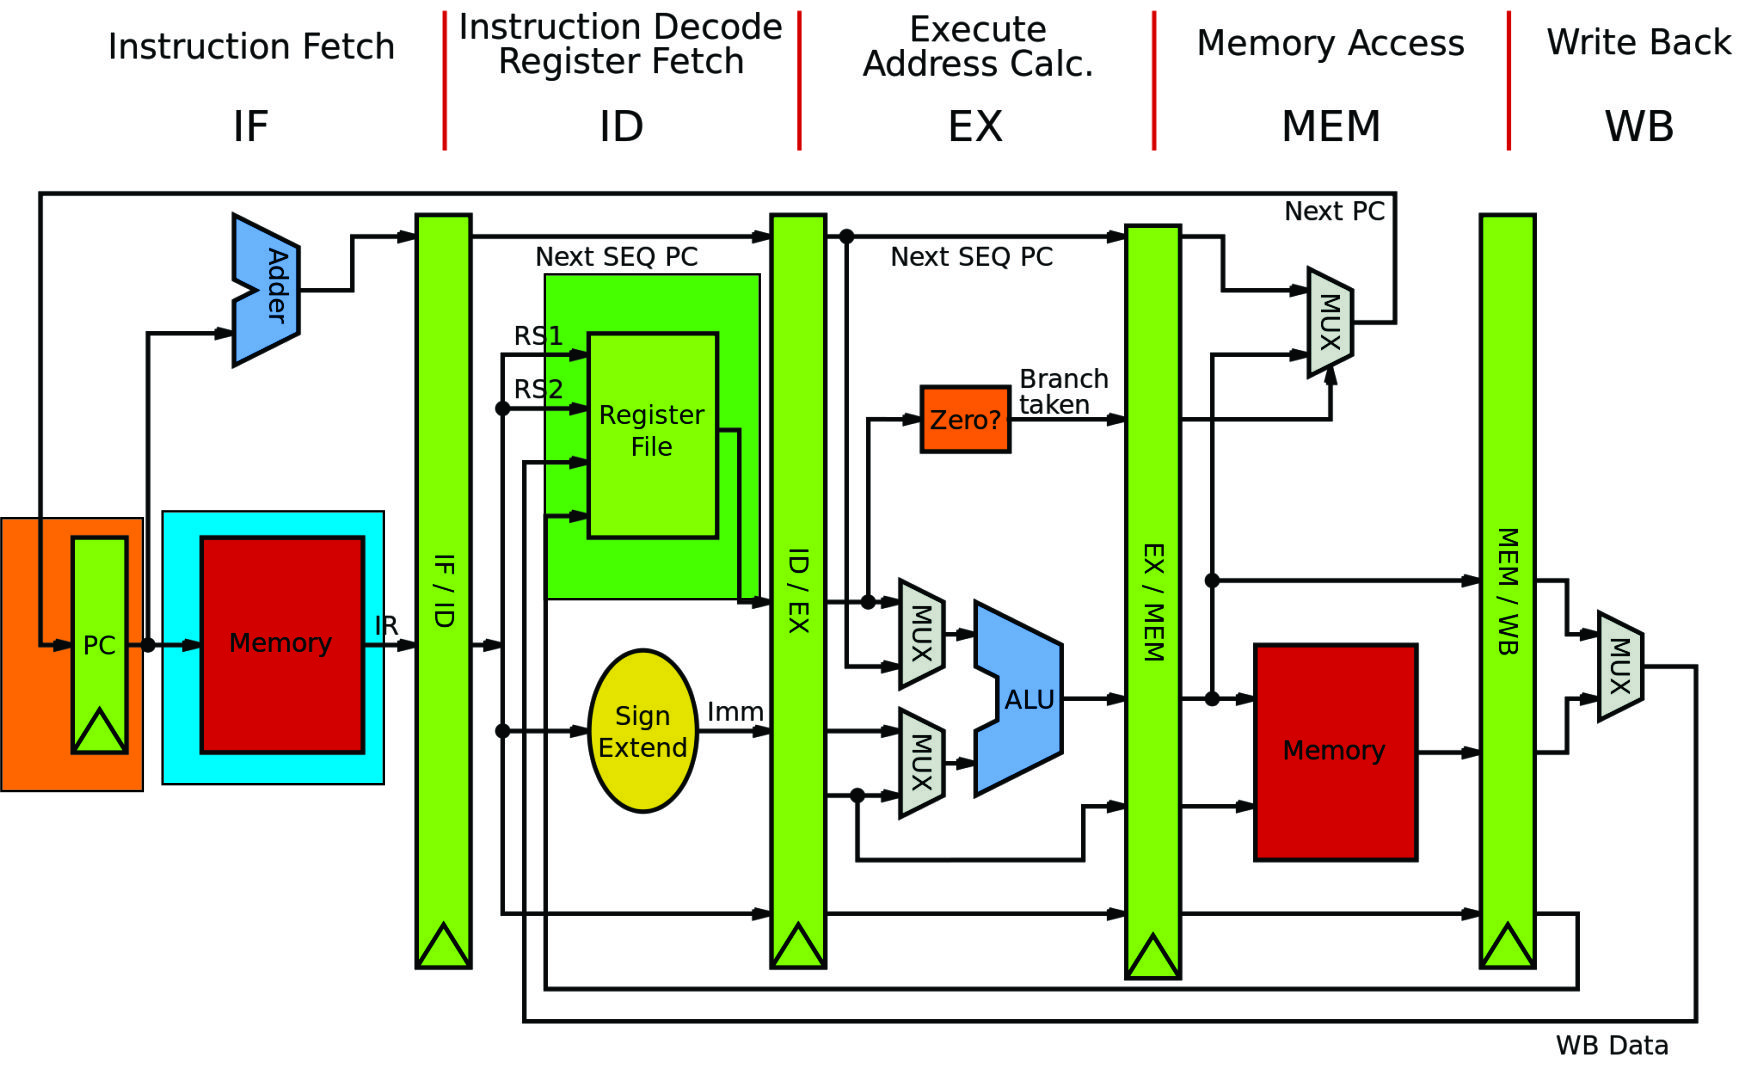 Instruction Fetch
IF
Instruction Decode
Register Fetch
ID
Execute
Address Calc.
EX
Memory Access
MEM
Write Back
WB
Next PC
Adder
Next SEQ PC
Next SEQ PC
MUX
RS1
RS2
Register
File
Branch
taken
Zero?
IF / ID
ID / EX
EX / MEM
MEM / WB
PC
Memory
IR
MUX
MUX
ALU
Sign
Extend
Imm
MUX
Memory
WB Data